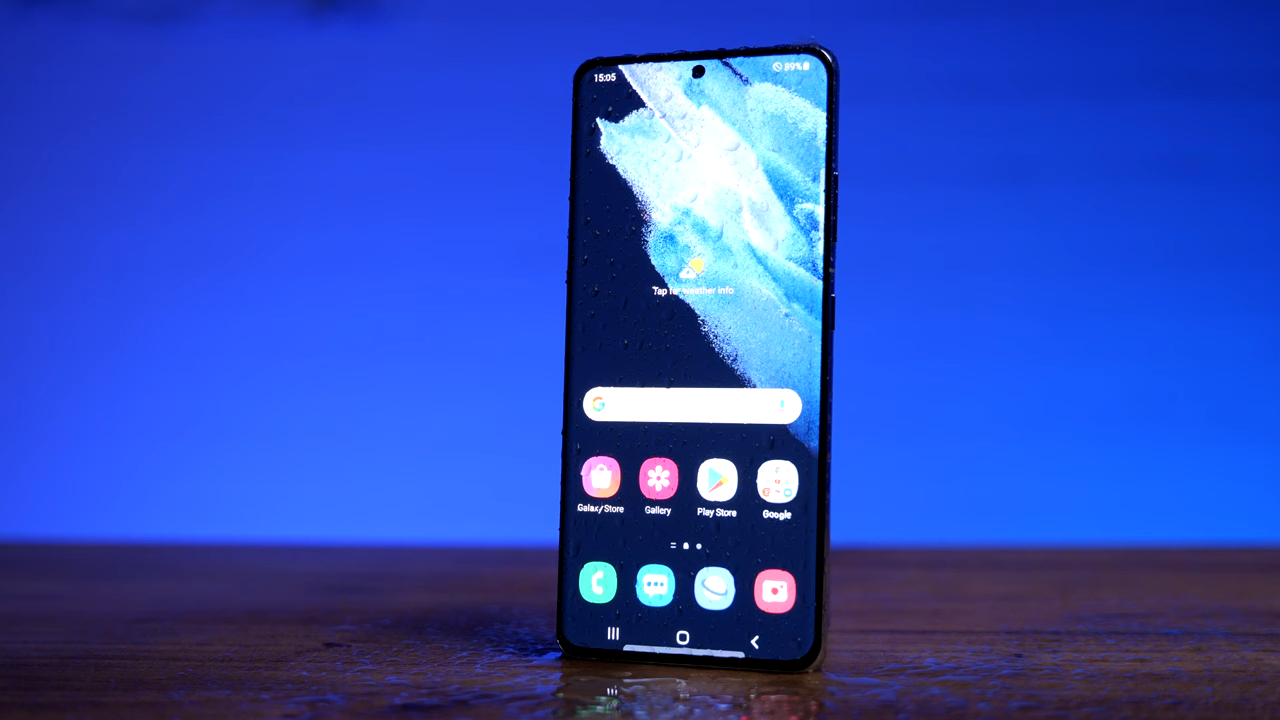 15:05
89%
Tap for weather info
G
Galaxy Store
Gallery
Play Store
Google